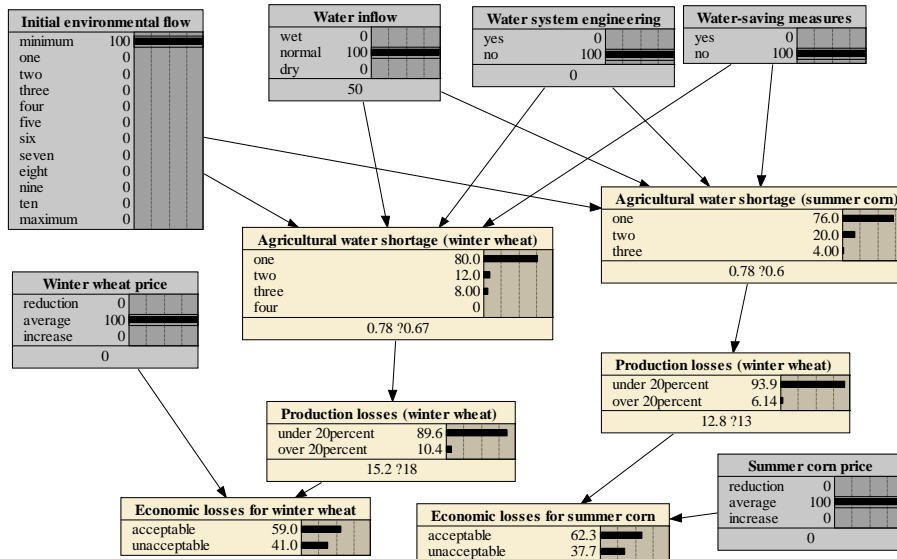 Initial environmental flow
minimum 100
one 0
two 0
three 0
four 0
five 0
six 0
seven 0
eight 0
nine 0
ten 0
maximum 0
Water inflow
wet 0
normal 100
dry 0
50
Water system engineering
yes 0
no 100
0
Water-saving measures
yes 0
no 100
Agricultural water shortage (winter wheat)
one 80.0
two 12.0
three 8.00
four 0
0.78 ?0.67
Agricultural water shortage (summer corn)
one 76.0
two 20.0
three 4.00
0.78 ?0.6
Winter wheat price
reduction 0
average 100
increase 0
0
Production losses (winter wheat)
under 20percent 89.6
over 20percent 10.4
15.2 ?18
Production losses (winter wheat)
under 20percent 93.9
over 20percent 6.14
12.8 ?13
Economic losses for winter wheat
acceptable 59.0
unacceptable 41.0
Economic losses for summer corn
acceptable 62.3
unacceptable 37.7
Summer corn price
reduction 0
average 100
increase 0
0